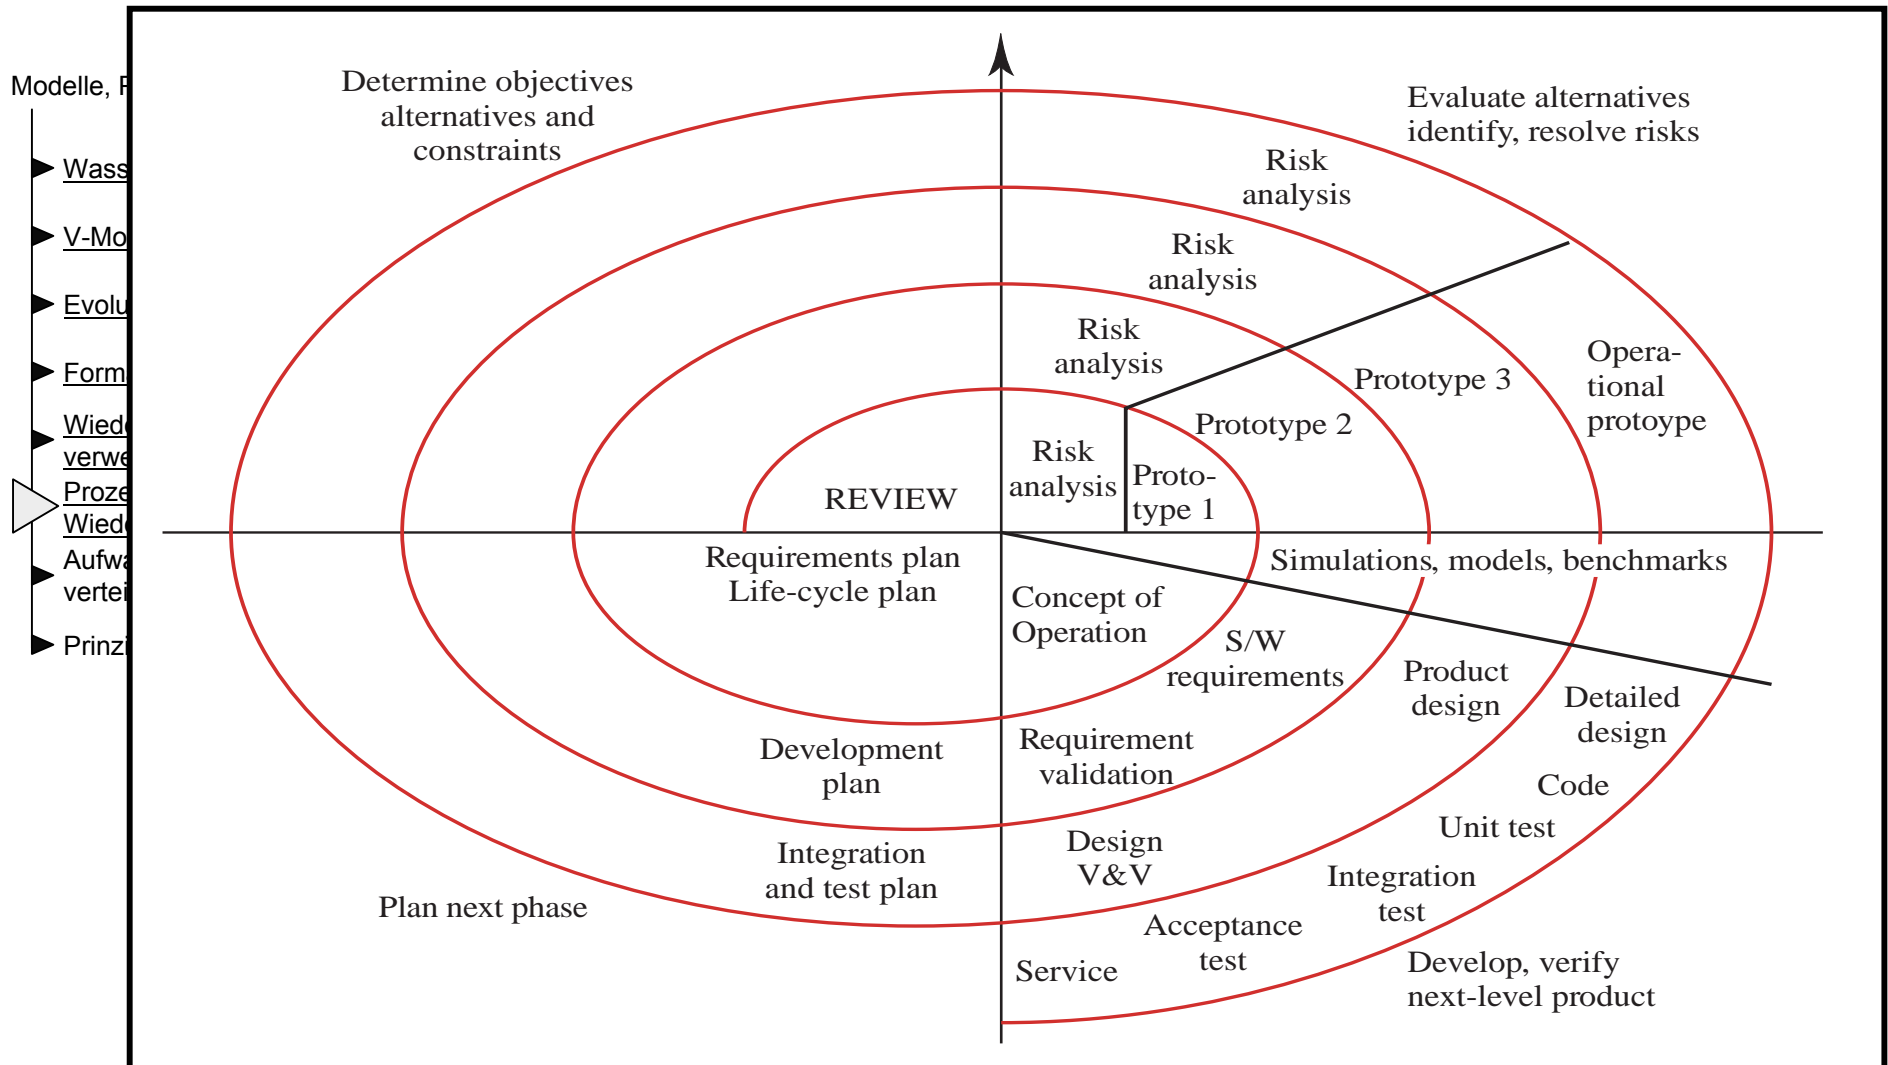 Modelle,
Wass
V-Mo
Evolu
Form
Wiede
verwe
Proze
Wiede
Aufwa
vertei
Prinzi
Determine objectives
alternatives and
constraints
Evaluate alternatives
identify, resolve risks
Risk
analysis
Risk
analysis
Risk
analysis
Risk
analysis
Proto-
type 1
Prototype 2
Prototype 3
Opera-
tional
protoype
REVIEW
Requirements plan
Life-cycle plan
Simulations, models, benchmarks
Concept of
Operation
S/W
requirements
Product
design
Detailed
design
Development
plan
Requirement
validation
Code
Unit test
Integration
and test plan
Design
V&V
Integration
test
Plan next phase
Acceptance
test
Service
Develop, verify
next-level product